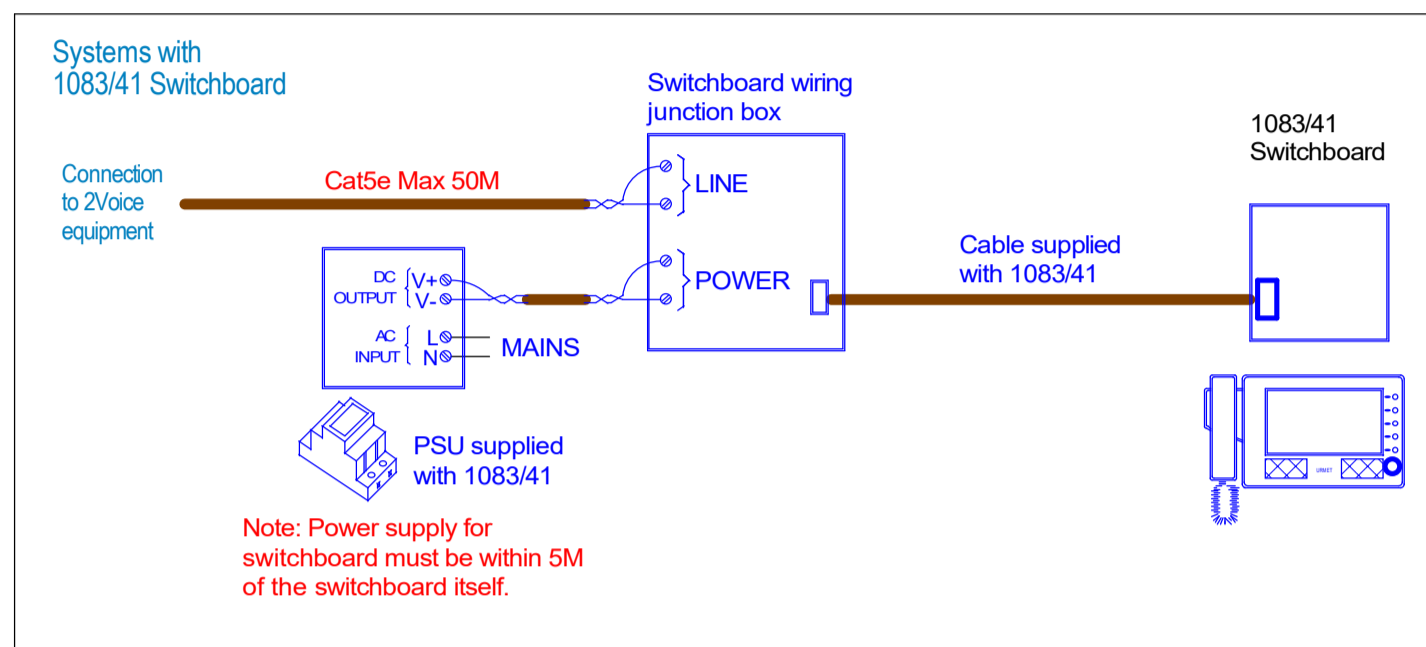 Systems with
1083/41 Switchboard
Switchboard wiring
junction box
1083/41
Switchboard
Connection
to 2Voice
equipment
Cat5e Max 50M
LINE
Cable supplied
with 1083/41
DC
OUTPUT
V+
V-
POWER
AC
INPUT
L
N
MAINS
PSU supplied
with 1083/41
URMET
Note: Power supply for
switchboard must be within 5M
of the switchboard itself.